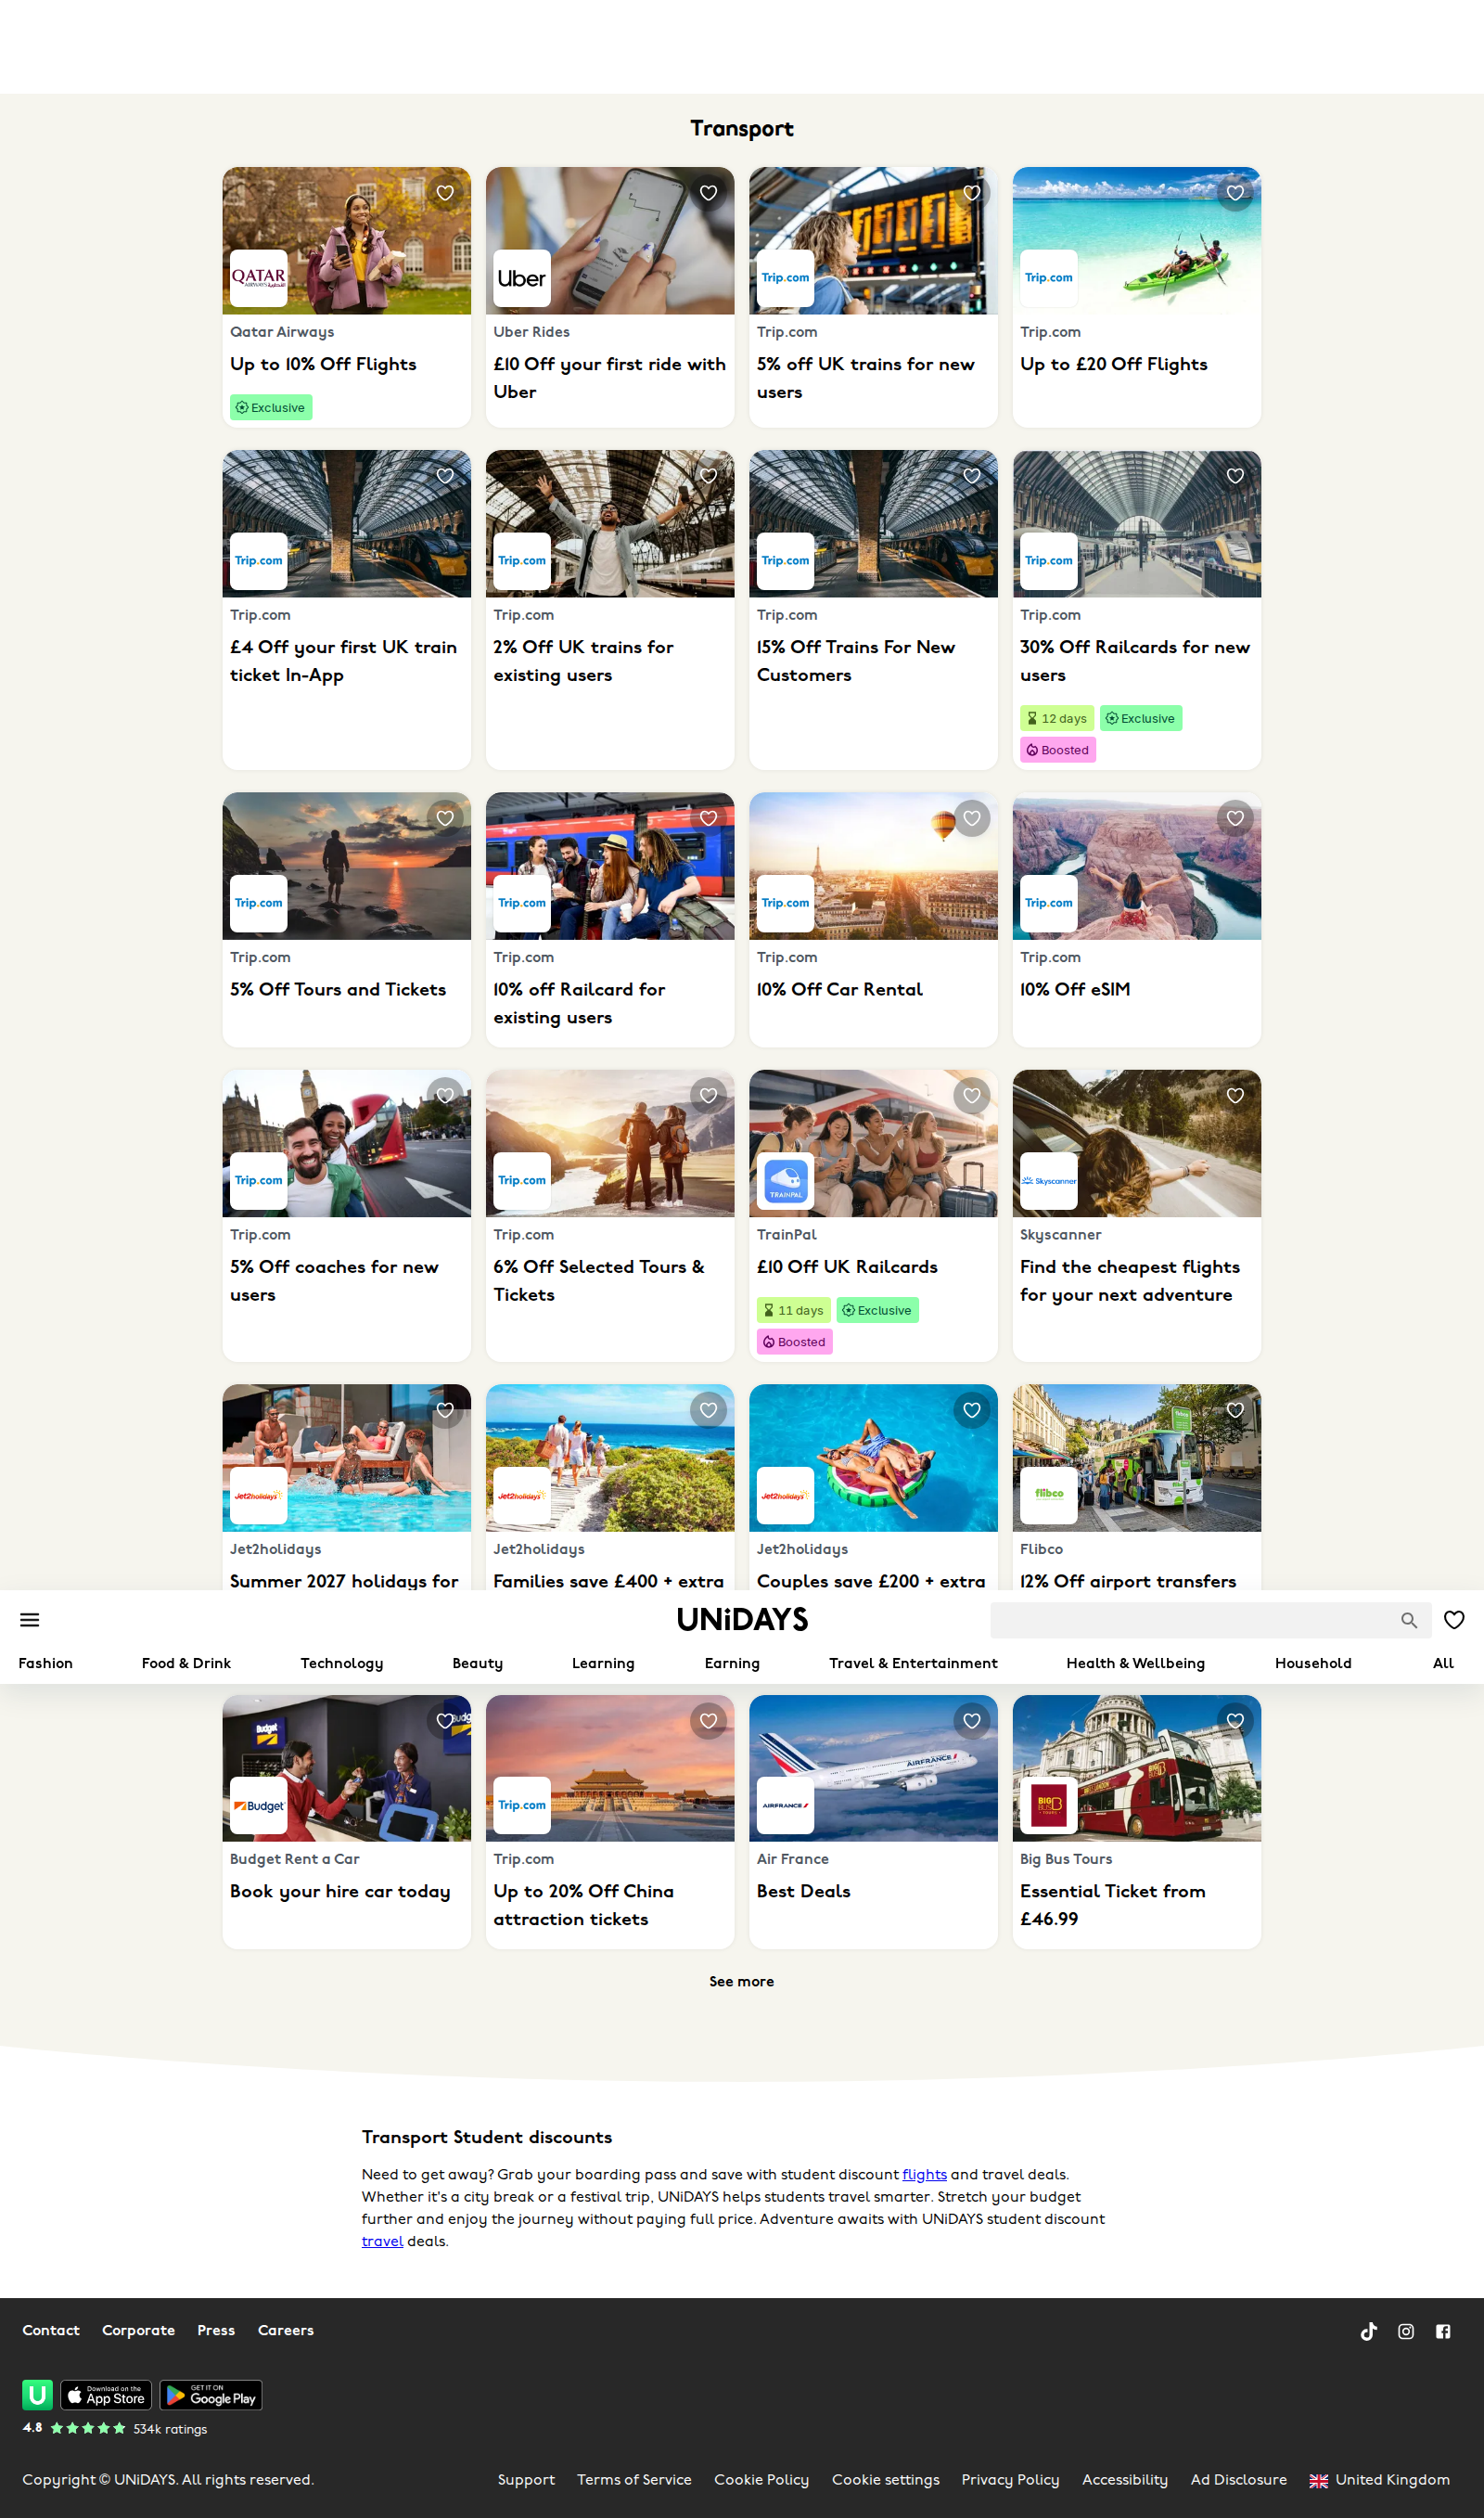 Transport
QATAR
AIRWAYS
Uber
Trip.com
Trip.com
Qatar Airways
Uber Rides
Trip.com
Trip.com
Up to 10% Off Flights
£10 Off your first ride with
Uber
5% off UK trains for new
users
Up to £20 Off Flights
Exclusive
Trip.com
Trip.com
Trip.com
Trip.com
Trip.com
Trip.com
Trip.com
Trip.com
£4 Off your first UK train
ticket In-App
2% Off UK trains for
existing users
15% Off Trains For New
Customers
30% Off Railcards for new
users
12 days
Exclusive
Boosted
Trip.com
Trip.com
Trip.com
Trip.com
Trip.com
Trip.com
Trip.com
Trip.com
5% Off Tours and Tickets
10% off Railcard for
existing users
10% Off Car Rental
10% Off eSIM
Trip.com
Trip.com
TRAINPAL
Skyscanner
Trip.com
Trip.com
TrainPal
Skyscanner
5% Off coaches for new
users
6% Off Selected Tours &
Tickets
£10 Off UK Railcards
Find the cheapest flights
for your next adventure
11 days
Exclusive
Boosted
Jet2holidays
Jet2holidays
Jet2holidays
flibco
Jet2holidays
Jet2holidays
Jet2holidays
Flibco
Summer 2027 holidays for
Families save £400 + extra
Couples save £200 + extra
12% Off airport transfers
UNiDAYS
Fashion
Food & Drink
Technology
Beauty
Learning
Earning
Travel & Entertainment
Health & Wellbeing
Household
All
Budget
Budget
Trip.com
AIRFRANCE
AIRFRANCE
BIG
BUS
TOURS
Budget Rent a Car
Trip.com
Air France
Big Bus Tours
Book your hire car today
Up to 20% Off China
attraction tickets
Best Deals
Essential Ticket from
£46.99
See more
Transport Student discounts
Need to get away? Grab your boarding pass and save with student discount flights and travel deals.
Whether it's a city break or a festival trip, UNiDAYS helps students travel smarter. Stretch your budget
further and enjoy the journey without paying full price. Adventure awaits with UNiDAYS student discount
travel deals.
Contact
Corporate
Press
Careers
U
Download on the
App Store
GET IT ON
Google Play
4.8
534k ratings
Copyright © UNiDAYS. All rights reserved.
Support
Terms of Service
Cookie Policy
Cookie settings
Privacy Policy
Accessibility
Ad Disclosure
United Kingdom